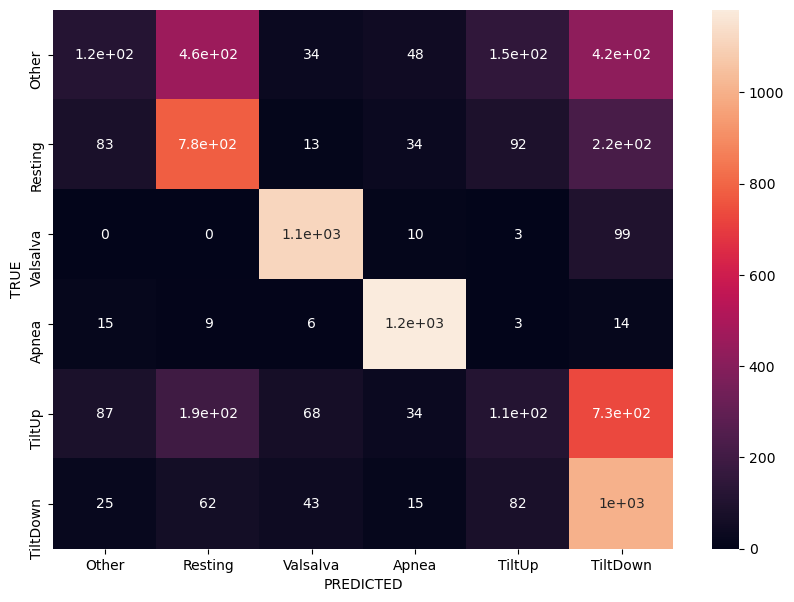 Other 1.2e+02 4.6e+02 34 48 1.5e+02 4.2e+02
Resting 83 7.8e+02 13 34 92 2.2e+02
Valsalva 0 0 1.1e+03 10 3 99
Apnea 15 9 6 1.2e+03 3 14
TiltUp 87 1.9e+02 68 34 1.1e+02 7.3e+02
TiltDown 25 62 43 15 82 1e+03
TRUE
Other Resting Valsalva Apnea TiltUp TiltDown
PREDICTED
1000
800
600
400
200
0